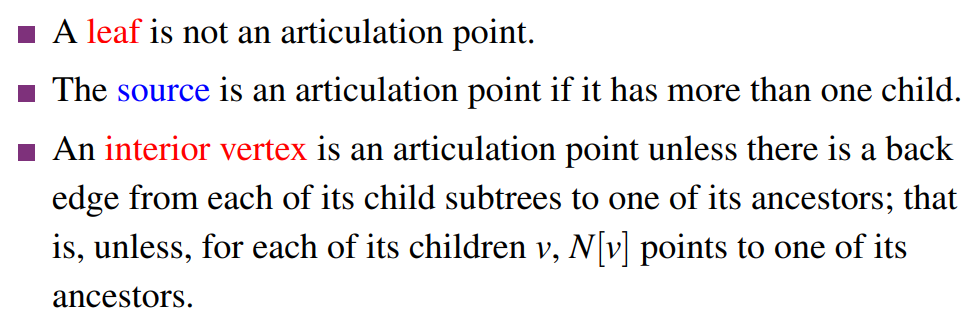 A leaf is not an articulation point.
The source is an articulation point if it has more than one child.
An interior vertex is an articulation point unless there is a back
edge from each of its child subtrees to one of its ancestors; that
is, unless, for each of its children v, N[v] points to one of its
ancestors.